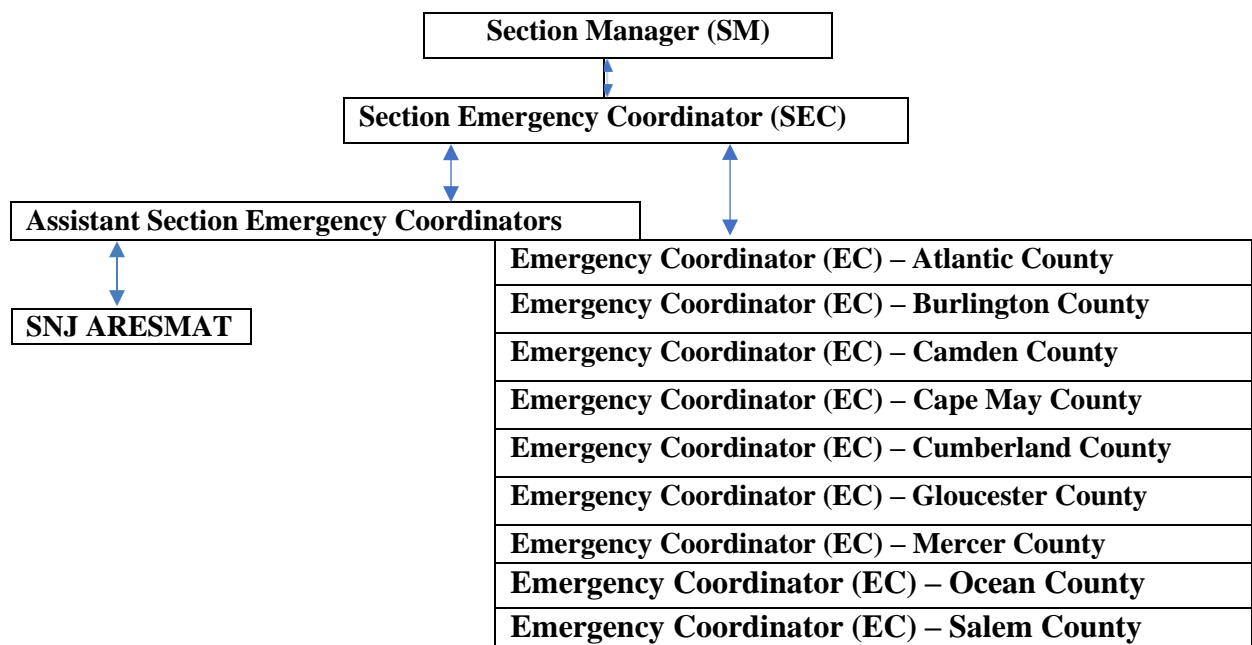 Section Manager (SM)
Section Emergency Coordinator (SEC)
Assistant Section Emergency Coordinators
SNJ ARESMAT
Emergency Coordinator (EC) – Atlantic County
Emergency Coordinator (EC) – Burlington County
Emergency Coordinator (EC) – Camden County
Emergency Coordinator (EC) – Cape May County
Emergency Coordinator (EC) – Cumberland County
Emergency Coordinator (EC) – Gloucester County
Emergency Coordinator (EC) – Mercer County
Emergency Coordinator (EC) – Ocean County
Emergency Coordinator (EC) – Salem County